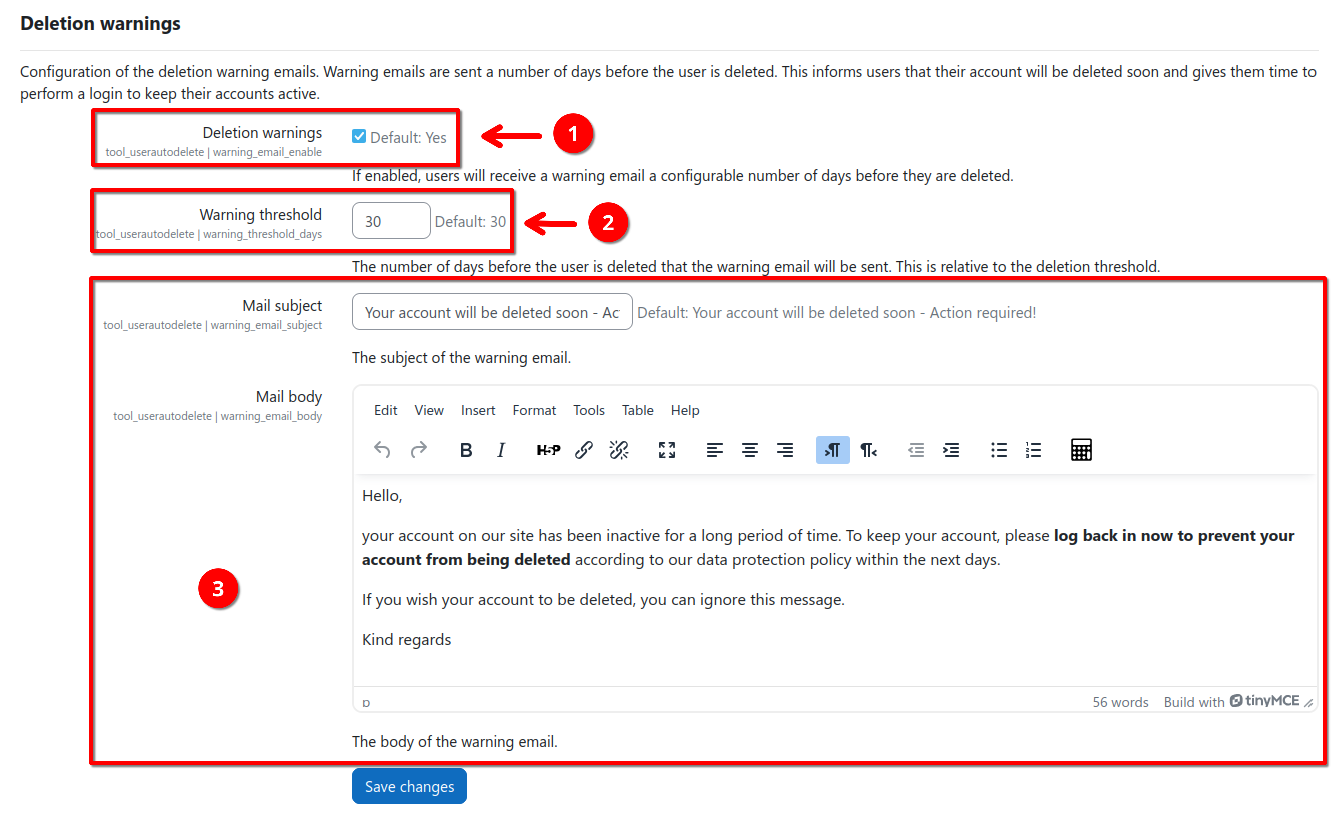 Deletion warnings
Configuration of the deletion warning emails. Warning emails are sent a number of days before the user is deleted. This informs users that their account will be deleted soon and gives them time to
perform a login to keep their accounts active.
Deletion warnings
Default: Yes
1
tool_userautodelete | warning_email_enable
If enabled, users will receive a warning email a configurable number of days before they are deleted.
Warning threshold
30
Default: 30
2
tool_userautodelete | warning_threshold_days
The number of days before the user is deleted that the warning email will be sent. This is relative to the deletion threshold.
Mail subject
Your account will be deleted soon - Ac
Default: Your account will be deleted soon - Action required!
tool_userautodelete | warning_email_subject
The subject of the warning email.
Mail body
tool_userautodelete | warning_email_body
Edit View Insert Format Tools Table Help
B I H-P
Hello,
your account on our site has been inactive for a long period of time. To keep your account, please log back in now to prevent your
account from being deleted according to our data protection policy within the next days.
If you wish your account to be deleted, you can ignore this message.
3
Kind regards
p
56 words Build with tinyMCE
The body of the warning email.
Save changes